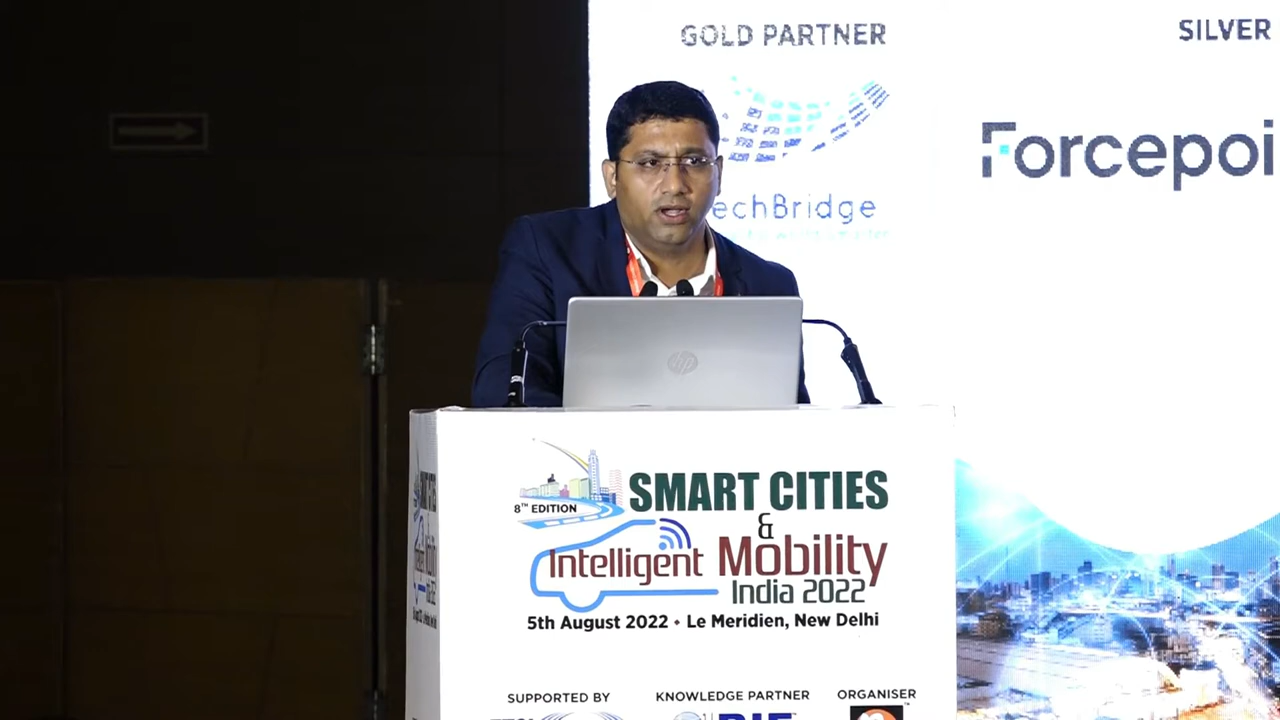 GOLD PARTNER
SILVER
Forcepoi
echBridge
8TH EDITION
SMART CITIES
&
Intelligent Mobility
India 2022
5th August 2022 • Le Meridien, New Delhi
SUPPORTED BY
KNOWLEDGE PARTNER
ORGANISER
hp